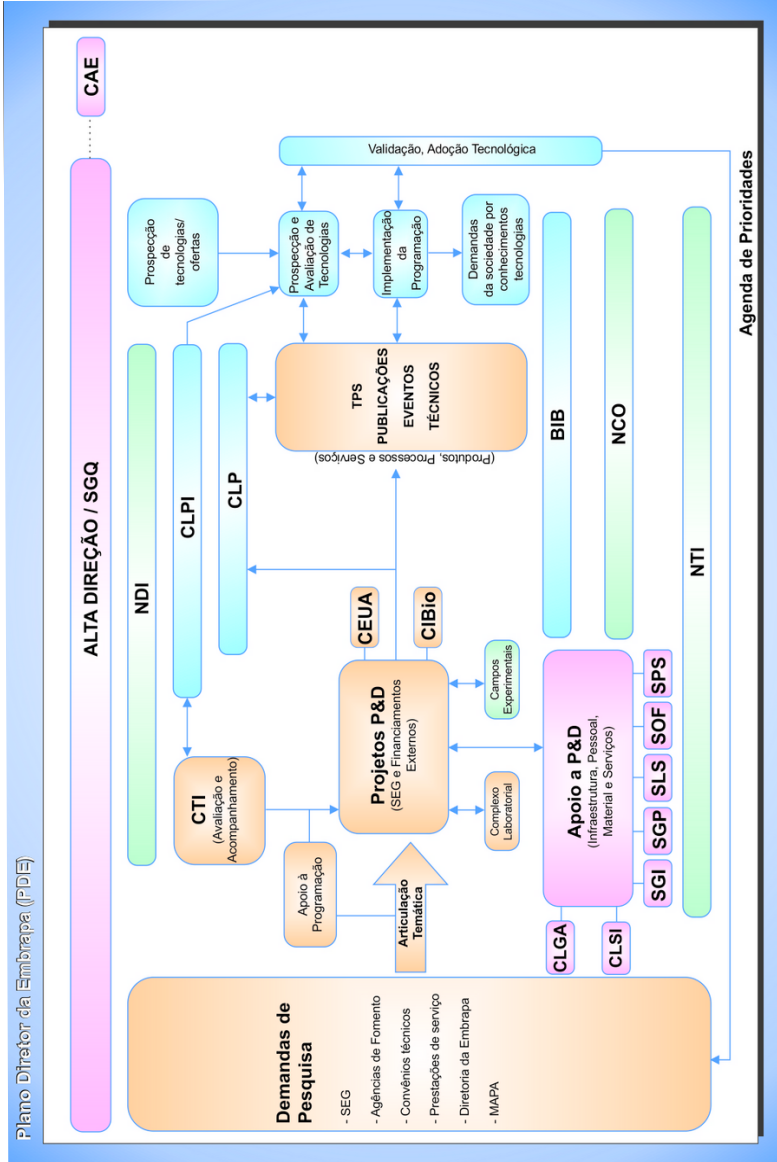 Plano Diretor da Embrapa (PDE)
ALTA DIREÇÃO / SGQ
CAE
NDI
CLPI
CLP
Prospecção
de
tecnologias/
ofertas
CTI
(Avaliação e
Acompanhamento)
Apoio à
Programação
Demandas de
Pesquisa
- SEG
- Agências de Fomento
- Convênios técnicos
- Prestações de serviço
- Diretoria da Embrapa
- MAPA
Articulação
Temática
Projetos P&D
(SEG e Financiamentos
Externos)
CEUA
CIBio
Complexo
Laboratorial
Campos
Experimentais
(Produtos, Processos e Serviços)
TPS
PUBLICAÇÕES
EVENTOS
TÉCNICOS
Prospecção e
Avaliação de
Tecnologias
Implementação
da
Programação
Demandas
da sociedade por
conhecimentos
tecnologias
Validação, Adoção Tecnológica
Apoio a P&D
(Infraestrutura, Pessoal,
Material e Serviços)
CLGA
CLSI
SGI
SGP
SLS
SOF
SPS
BIB
NCO
NTI
Agenda de Prioridades